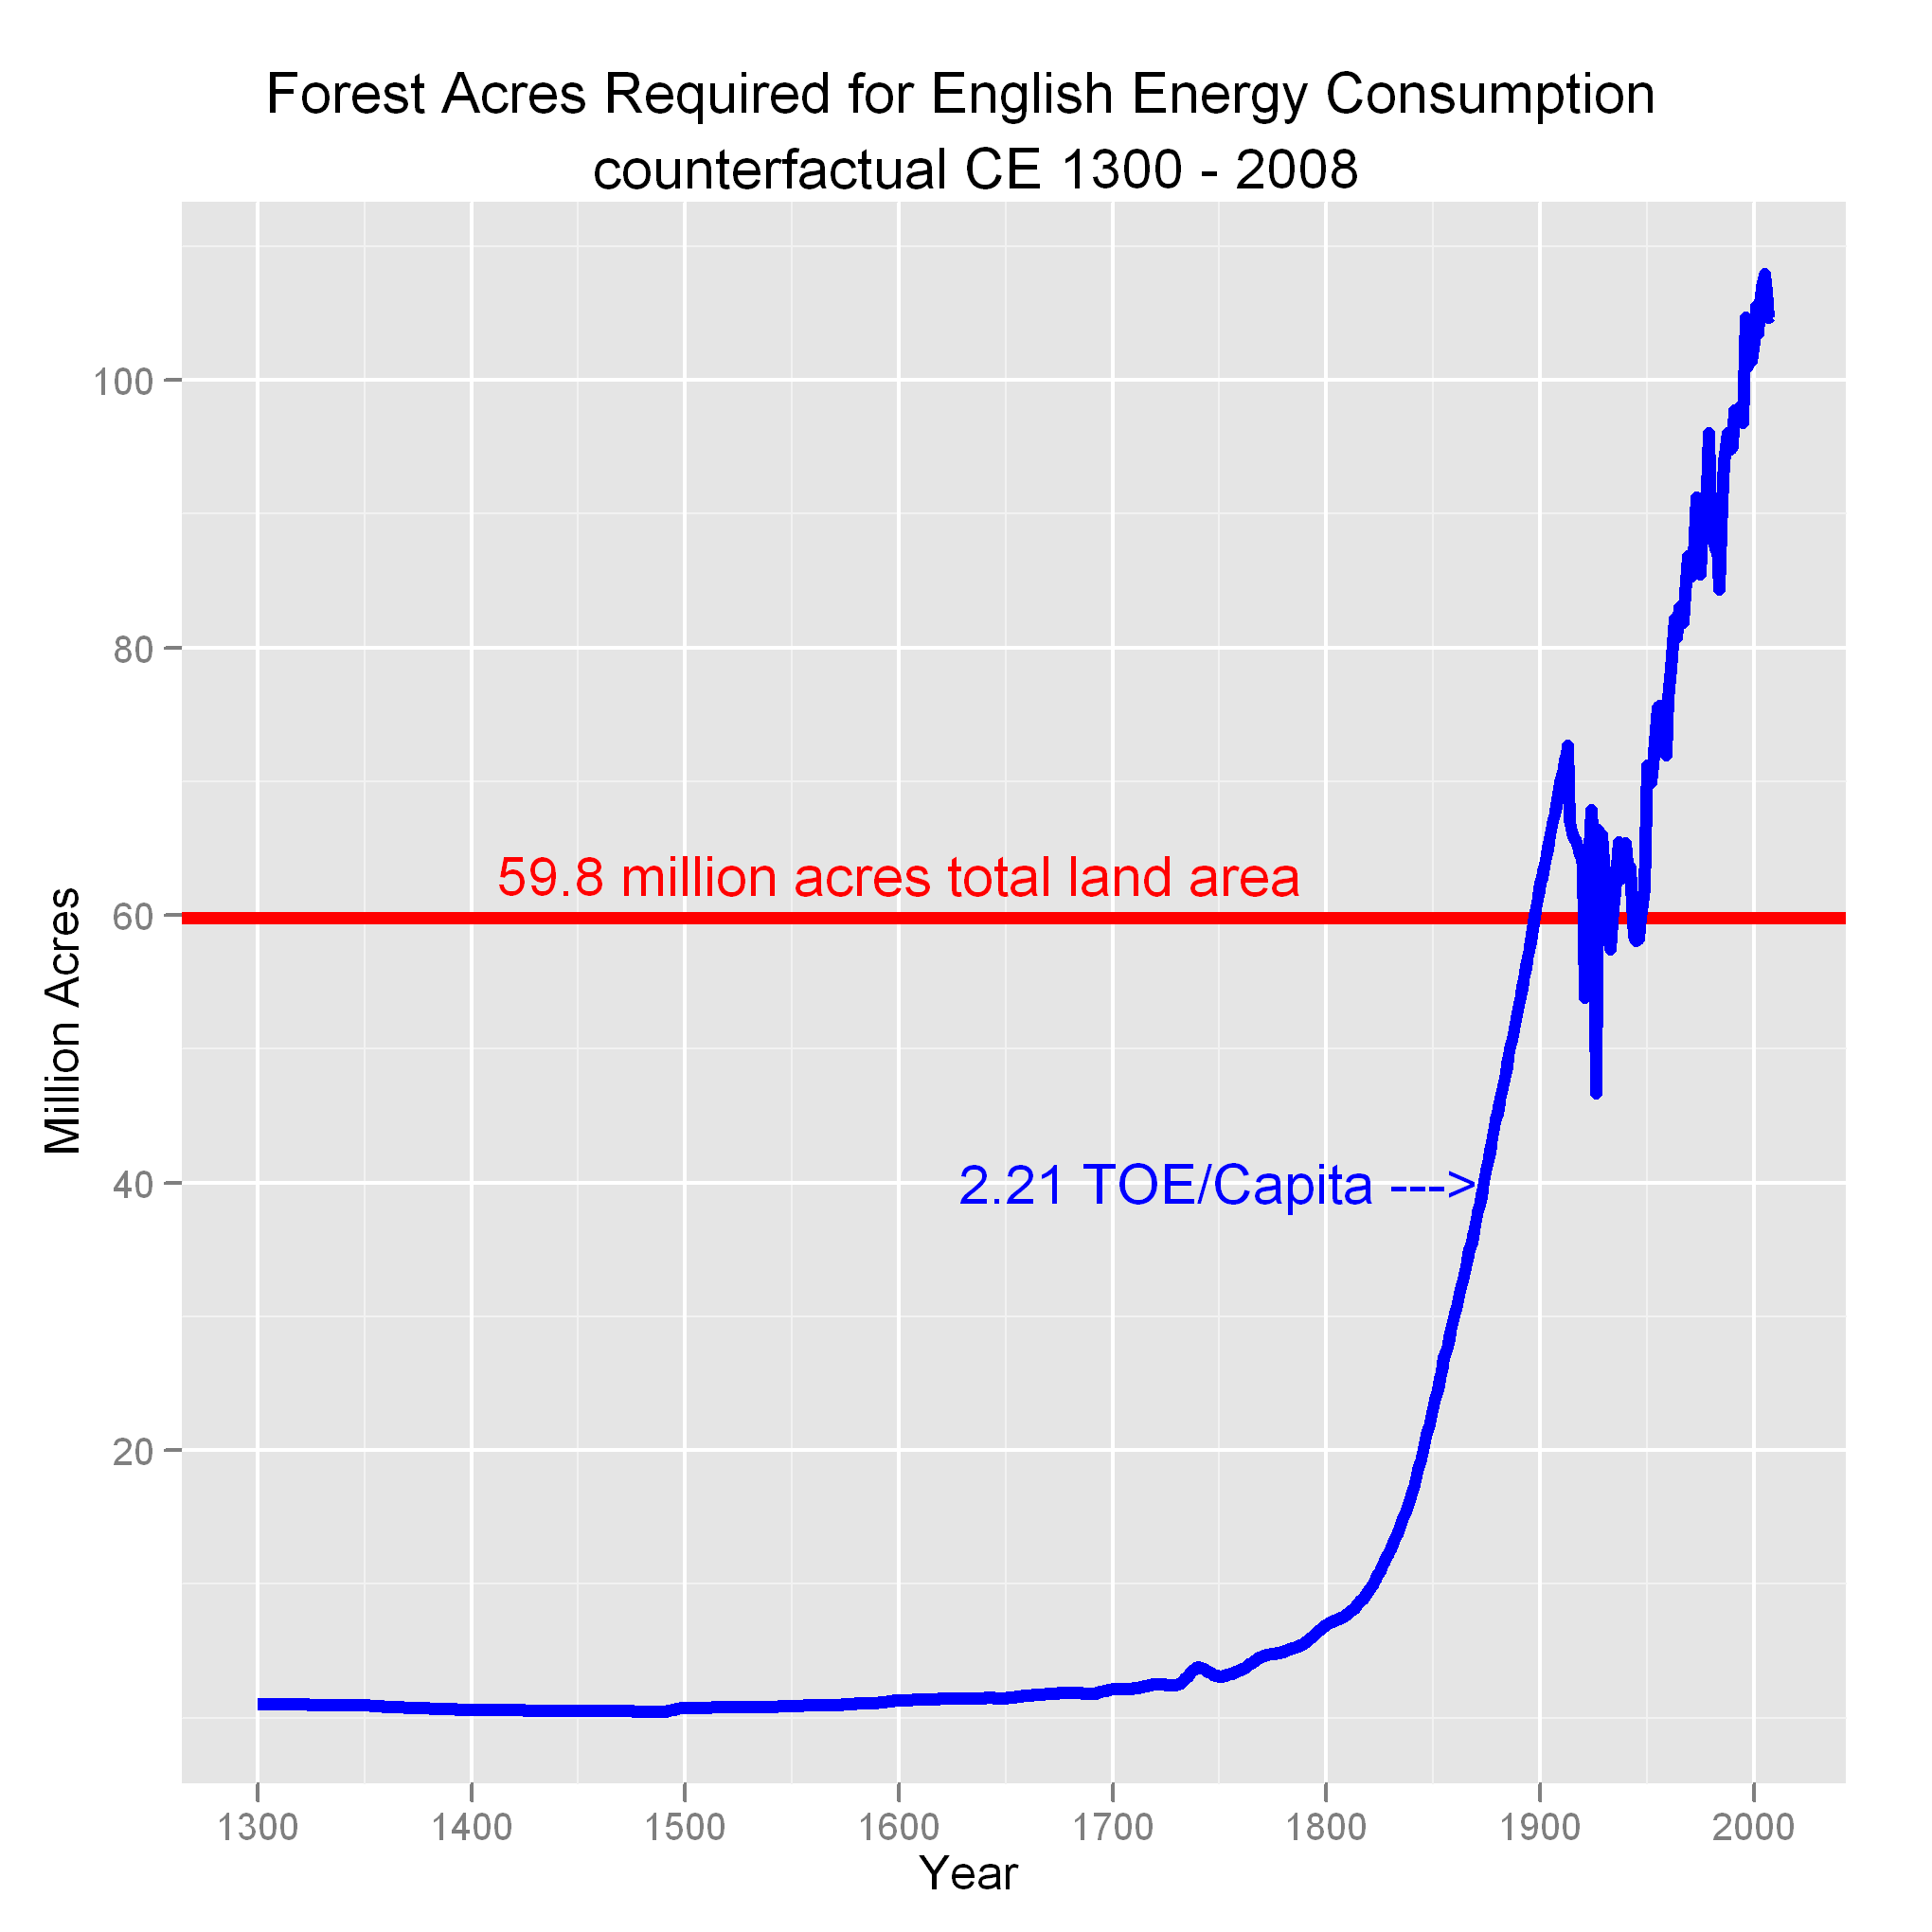 Forest Acres Required for English Energy Consumption
counterfactual CE 1300 - 2008
100
80
59.8 million acres total land area
60
Million Acres
2.21 TOE/Capita --->
40
20
1300 1400 1500 1600 1700 1800 1900 2000
Year